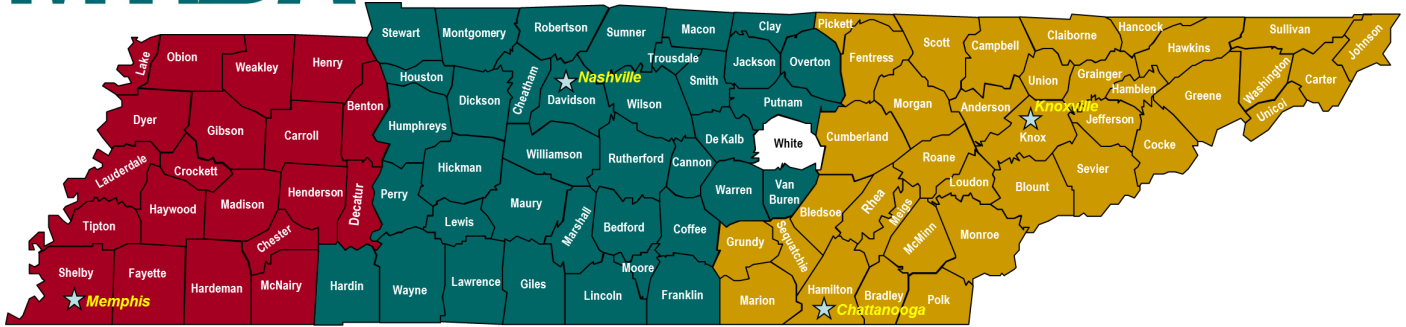 Stewart
Montgomery
Robertson
Sumner
Macon
Clay
Pickett
Fentress
Scott
Campbell
Claiborne
Hancock
Hawkins
Sullivan
Johnson
Lake
Obion
Weakley
Henry
Benton
Houston
Dickson
Cheatham
Nashville
Davidson
Wilson
Trousdale
Smith
Jackson
Overton
Putnam
Morgan
Anderson
Union
Grainger
Hamblen
Knoxville
Knox
Jefferson
Greene
Washington
Unicoi
Carter
Dyer
Gibson
Carroll
Humphreys
Williamson
Rutherford
Cannon
De Kalb
White
Cumberland
Roane
Loudon
Blount
Sevier
Cocke
Lauderdale
Crockett
Haywood
Madison
Henderson
Decatur
Perry
Hickman
Lewis
Maury
Marshall
Bedford
Coffee
Warren
Van
Buren
Bledsoe
Rhea
Meigs
McMinn
Monroe
Tipton
Chester
Grundy
Sequatchie
Shelby
Memphis
Fayette
Hardeman
McNairy
Hardin
Wayne
Lawrence
Giles
Lincoln
Moore
Franklin
Marion
Hamilton
Chattanooga
Bradley
Polk